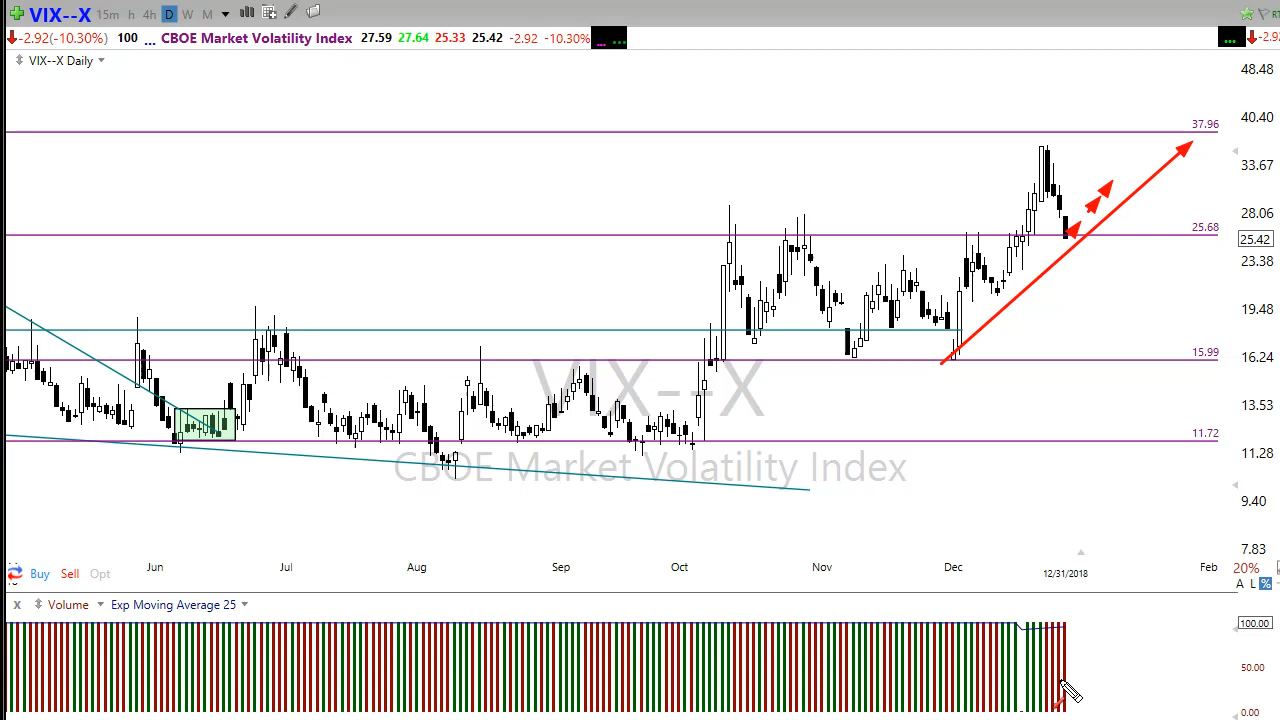 VIX--X 15m h 4h D W M RT
-2.92(-10.30%) 100 ... CBOE Market Volatility Index 27.59 27.64 25.33 25.42 -2.92 -10.30% ... ... ... -2.92
VIX--X Daily
48.48
40.40
37.96
33.67
28.06
25.68
25.42
23.38
19.48
15.99
16.24
VIX--X
13.53
11.72
11.28
CBOE Market Volatility Index
9.40
7.83
Jun Jul Aug Sep Oct Nov Dec 12/31/2018 Feb 20%
Buy Sell Opt
A L %
x Volume Exp Moving Average 25
100.00
50.00
0.00